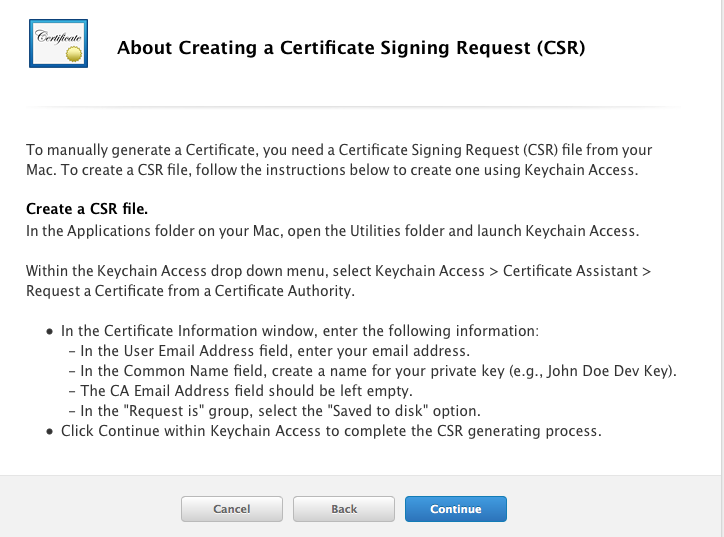 Certificate
About Creating a Certificate Signing Request (CSR)
To manually generate a Certificate, you need a Certificate Signing Request (CSR) file from your
Mac. To create a CSR file, follow the instructions below to create one using Keychain Access.
Create a CSR file.
In the Applications folder on your Mac, open the Utilities folder and launch Keychain Access.
Within the Keychain Access drop down menu, select Keychain Access > Certificate Assistant >
Request a Certificate from a Certificate Authority.
• In the Certificate Information window, enter the following information:
– In the User Email Address field, enter your email address.
– In the Common Name field, create a name for your private key (e.g., John Doe Dev Key).
– The CA Email Address field should be left empty.
– In the "Request is" group, select the "Saved to disk" option.
• Click Continue within Keychain Access to complete the CSR generating process.
Cancel Back Continue